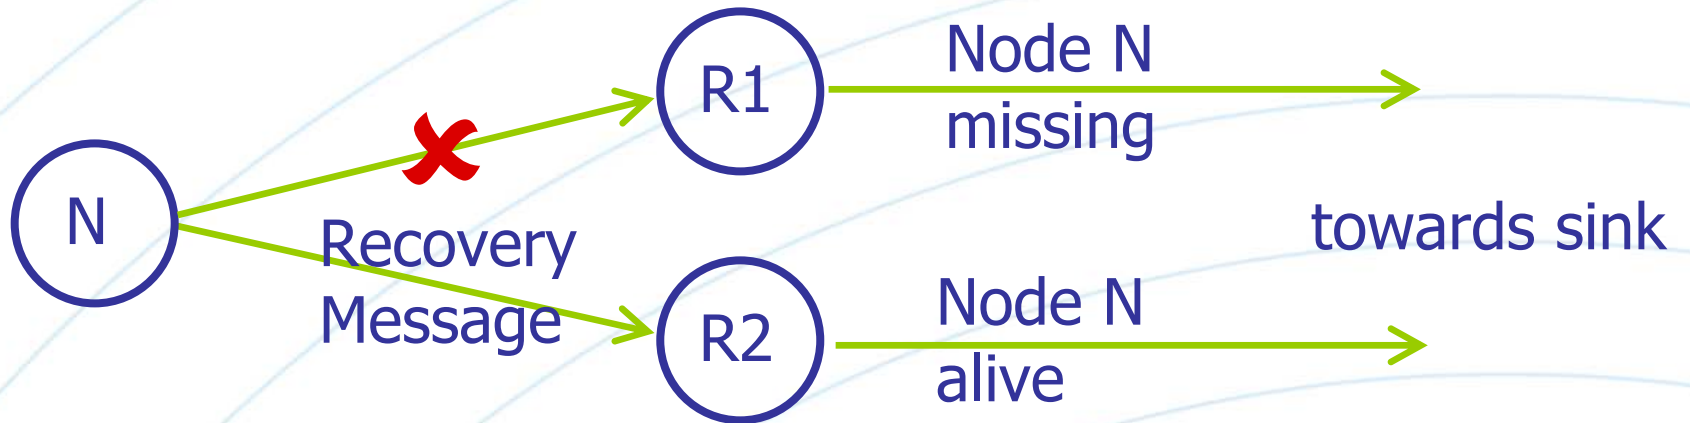 N
R1
Node N
missing
Recovery
Message
towards sink
R2
Node N
alive